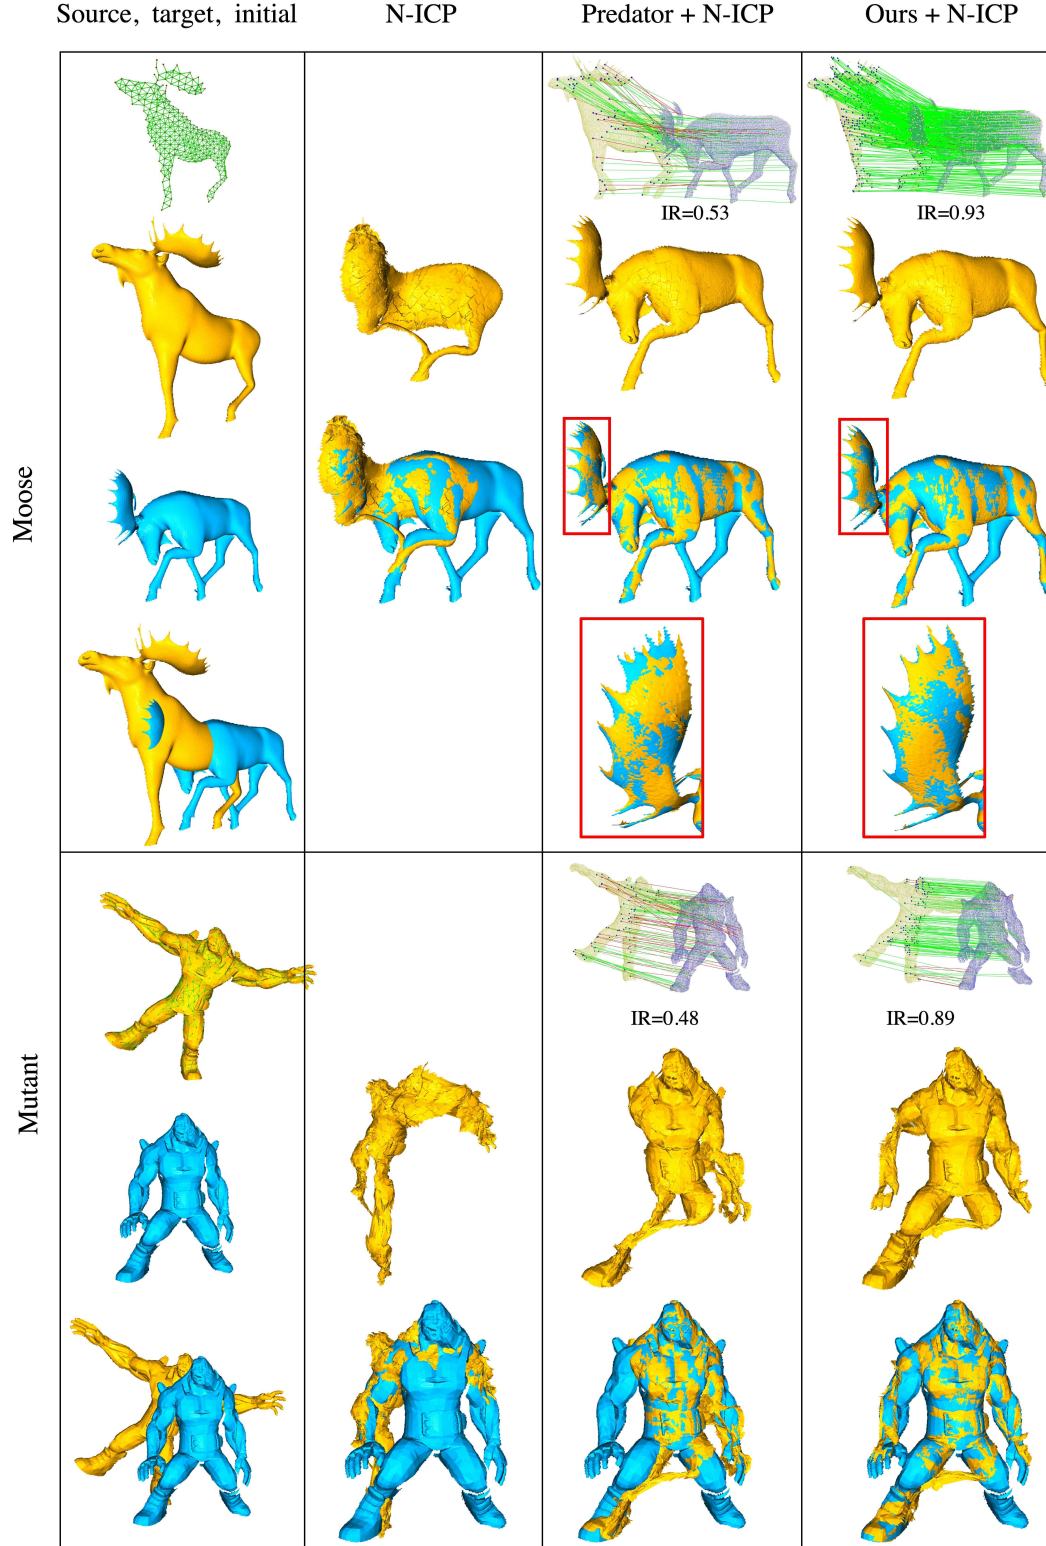 Source, target, initial
N-ICP
Predator + N-ICP
Ours + N-ICP
Moose
IR=0.53
IR=0.93
Mutant
IR=0.48
IR=0.89